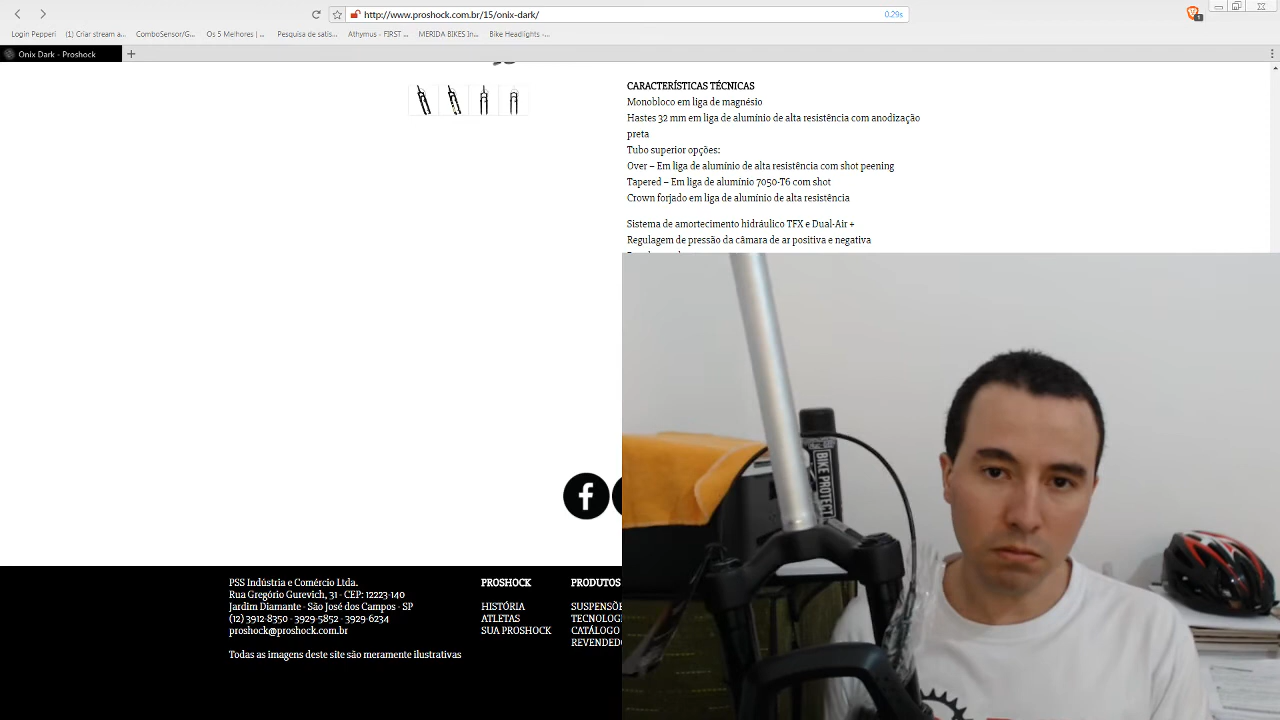 http://www.proshock.com.br/15/onix-dark/
0.29s
1
Login Pepperi
(1) Criar stream a...
ComboSensor/G...
Os 5 Melhores | ...
Pesquisa de satis...
Athymus - FIRST ...
MERIDA BIKES In...
Bike Headlights -...
Onix Dark - Proshock
CARACTERÍSTICAS TÉCNICAS
Monobloco em liga de magnésio
Hastes 32 mm em liga de alumínio de alta resistência com anodização
preta
Tubo superior opções:
Over – Em liga de alumínio de alta resistência com shot peening
Tapered – Em liga de alumínio 7050-T6 com shot
Crown forjado em liga de alumínio de alta resistência
Sistema de amortecimento hidráulico TFX e Dual-Air +
Regulagem de pressão da câmara de ar positiva e negativa
BIKE PROTECT
PSS Indústria e Comércio Ltda.
Rua Gregório Gurevich, 31 - CEP: 12223-140
Jardim Diamante - São José dos Campos - SP
(12) 3912-8350 - 3929-5852 - 3929-6234
proshock@proshock.com.br
Todas as imagens deste site são meramente ilustrativas
PROSHOCK
HISTÓRIA
ATLETAS
SUA PROSHOCK
PRODUTOS
SUSPENSÕE
TECNOLOG
CATÁLOGO
REVENDED